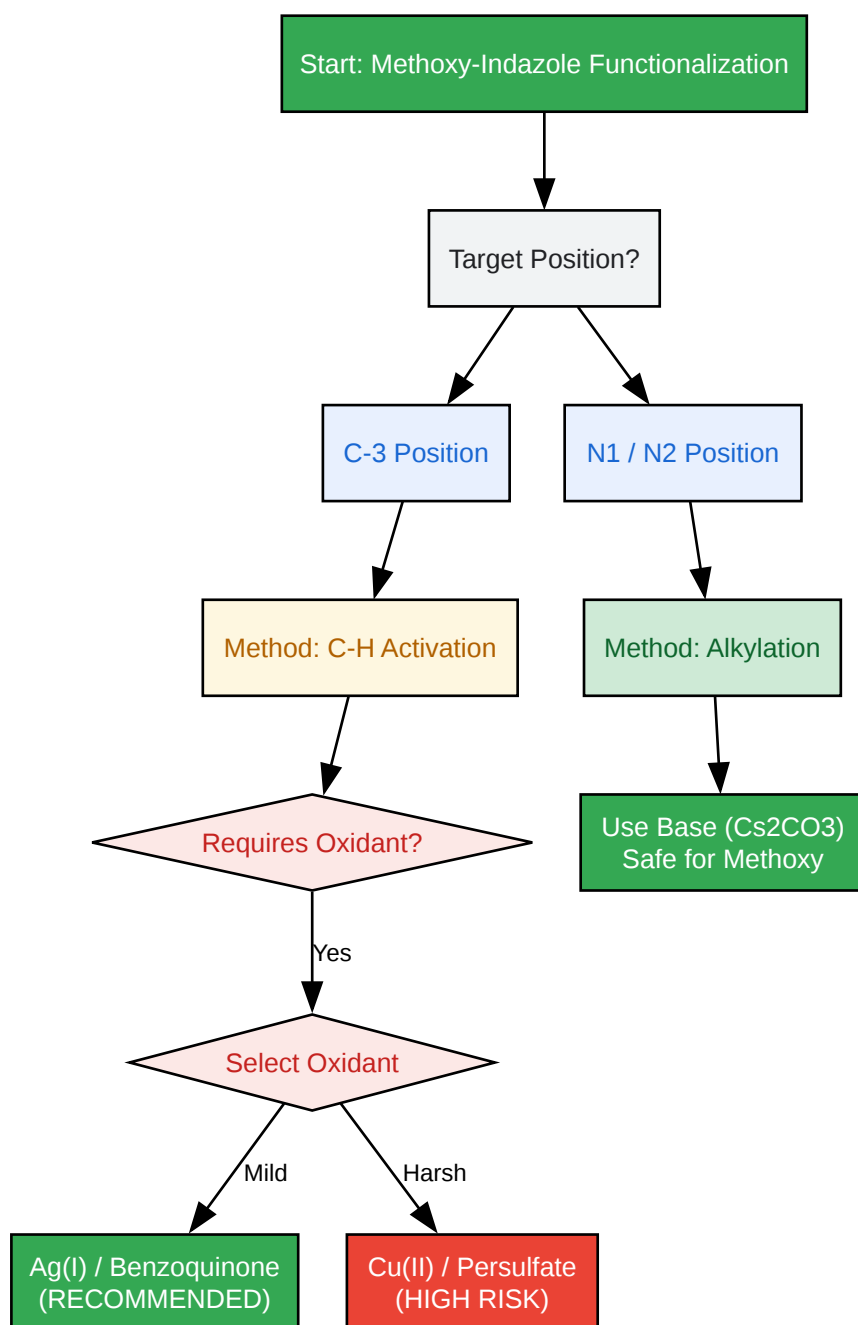 Start: Methoxy-Indazole Functionalization
Target Position?
C-3 Position
N1 / N2 Position
Method: C-H Activation
Method: Alkylation
Requires Oxidant?
Use Base (Cs2CO3)
Safe for Methoxy
Yes
Select Oxidant
Mild
Harsh
Ag(I) / Benzoquinone
(RECOMMENDED)
Cu(II) / Persulfate
(HIGH RISK)